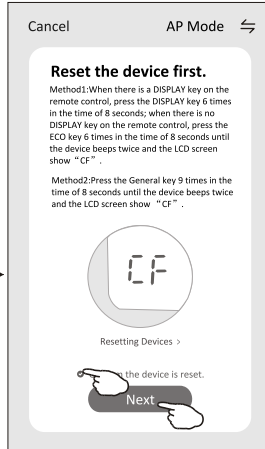 Cancel
AP Mode
Reset the device first.
Method1:When there is a DISPLAY key on the
remote control, press the DISPLAY key 6 times
in the time of 8 seconds; when there is no
DISPLAY key on the remote control, press the
ECO key 6 times in the time of 8 seconds until
the device beeps twice and the LCD screen
show “CF”.
Method2:Press the General key 9 times in the
time of 8 seconds until the device beeps twice
and the LCD screen show “CF”.
CF
Resetting Devices >
the device is reset.
Next